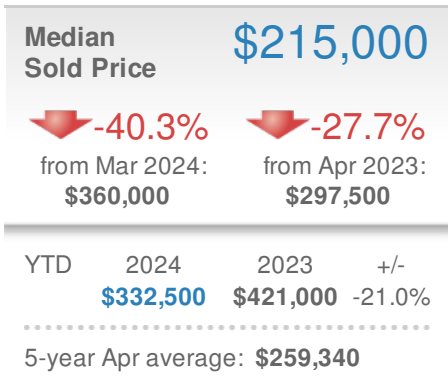 Median $215,000
Sold Price
-40.3% -27.7%
from Mar 2024: from Apr 2023:
$360,000 $297,500
YTD 2024 2023 +/-
$332,500 $421,000 -21.0%
5-year Apr average: $259,340